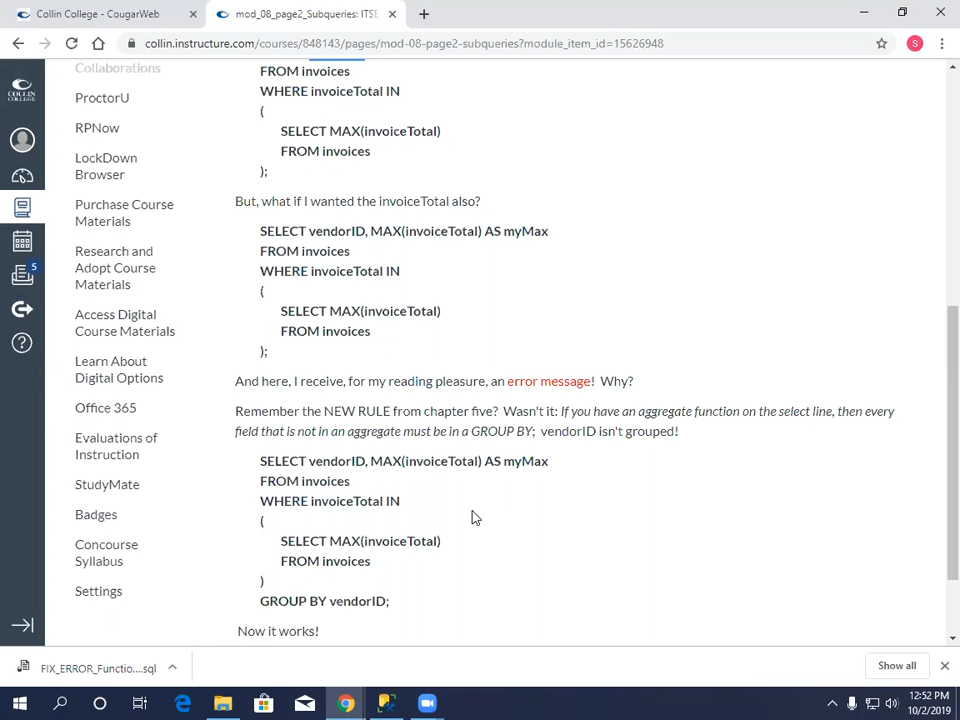 Collin College - CougarWeb
mod_08_page2_Subqueries: ITSE
collin.instructure.com/courses/848143/pages/mod-08-page2-subqueries?module_item_id=15626948
S
COLLIN
COLLEGE
5
Collaborations
ProctorU
RPNow
LockDown
Browser
Purchase Course
Materials
Research and
Adopt Course
Materials
Access Digital
Course Materials
Learn About
Digital Options
Office 365
Evaluations of
Instruction
StudyMate
Badges
Concourse
Syllabus
Settings
FROM invoices
WHERE invoiceTotal IN
(
SELECT MAX(invoiceTotal)
FROM invoices
);
But, what if I wanted the invoiceTotal also?
SELECT vendorID, MAX(invoiceTotal) AS myMax
FROM invoices
WHERE invoiceTotal IN
(
SELECT MAX(invoiceTotal)
FROM invoices
);
And here, I receive, for my reading pleasure, an error message! Why?
Remember the NEW RULE from chapter five? Wasn't it: If you have an aggregate function on the select line, then every
field that is not in an aggregate must be in a GROUP BY; vendorID isn't grouped!
SELECT vendorID, MAX(invoiceTotal) AS myMax
FROM invoices
WHERE invoiceTotal IN
(
SELECT MAX(invoiceTotal)
FROM invoices
)
GROUP BY vendorID;
Now it works!
FIX_ERROR_Functio....sql
Show all
12:52 PM
10/2/2019